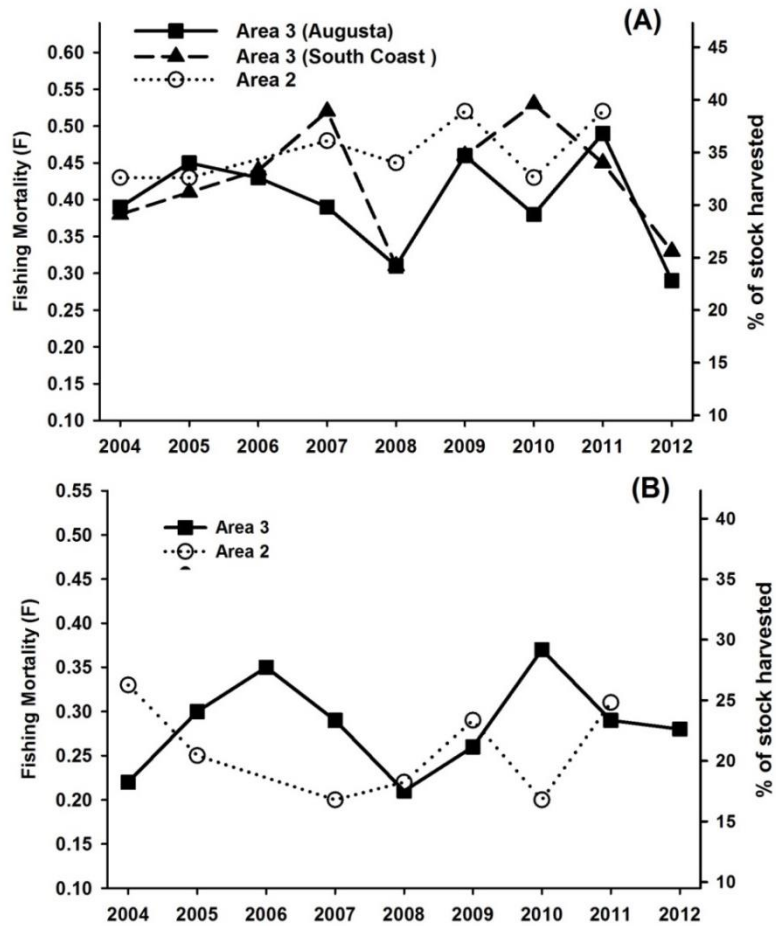 (A)
Area 3 (Augusta)
Area 3 (South Coast )
Area 2
Fishing Mortality (F)
0.60
0.55
0.50
0.45
0.40
0.35
0.30
0.25
0.20
0.15
0.10
45
40
35
30
25
20
15
10
% of stock harvested
2004 2005 2006 2007 2008 2009 2010 2011 2012
(B)
Area 3
Area 2
Fishing Mortality (F)
0.55
0.50
0.45
0.40
0.35
0.30
0.25
0.20
0.15
0.10
40
35
30
25
20
15
10
% of stock harvested
2004 2005 2006 2007 2008 2009 2010 2011 2012